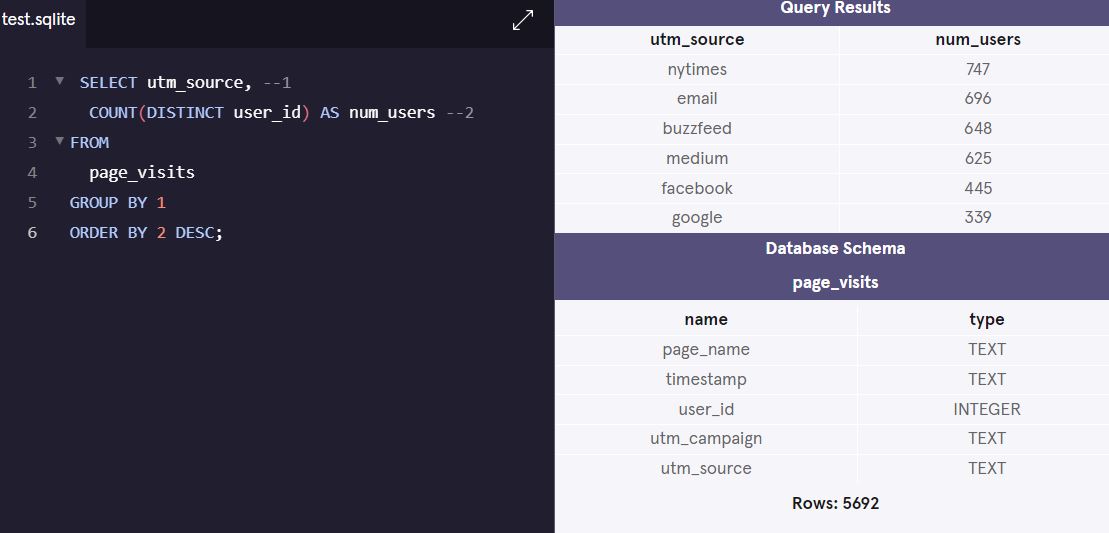 test.sqlite
1 SELECT utm_source, --1
2 COUNT(DISTINCT user_id) AS num_users --2
3 FROM
4 page_visits
5 GROUP BY 1
6 ORDER BY 2 DESC;
Query Results
utm_source num_users
nytimes 747
email 696
buzzfeed 648
medium 625
facebook 445
google 339
Database Schema
page_visits
name type
page_name TEXT
timestamp TEXT
user_id INTEGER
utm_campaign TEXT
utm_source TEXT
Rows: 5692